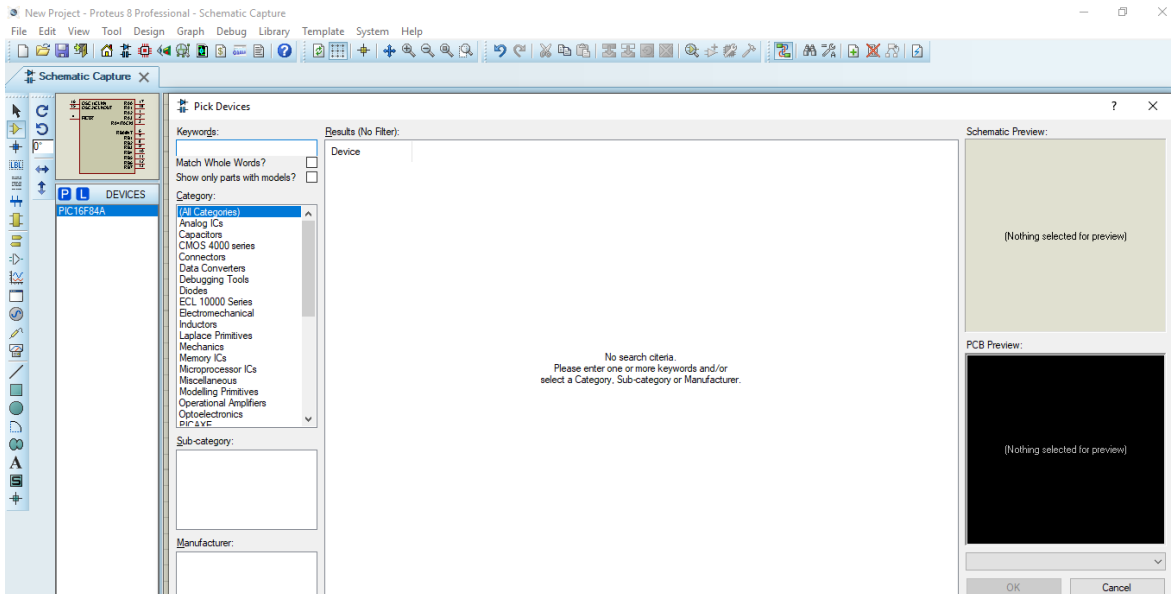 New Project - Proteus 8 Professional - Schematic Capture
File Edit View Tool Design Graph Debug Library Template System Help
Schematic Capture
Pick Devices
Keywords:
Results (No Filter):
Schematic Preview:
0°
Device
Match Whole Words?
LBL
Show only parts with models?
P L DEVICES
Category:
PIC16F84A
(All Categories)
Analog ICs
Capacitors
CMOS 4000 series
Connectors
Data Converters
Debugging Tools
Diodes
ECL 10000 Series
Electromechanical
Inductors
Laplace Primitives
Mechanics
Memory ICs
Microprocessor ICs
Miscellaneous
Modelling Primitives
Operational Amplifiers
Optoelectronics
PICAXE
(Nothing selected for preview)
No search citeria.
Please enter one or more keywords and/or
select a Category, Sub-category or Manufacturer.
PCB Preview:
(Nothing selected for preview)
Sub-category:
Manufacturer:
A
S
OK
Cancel